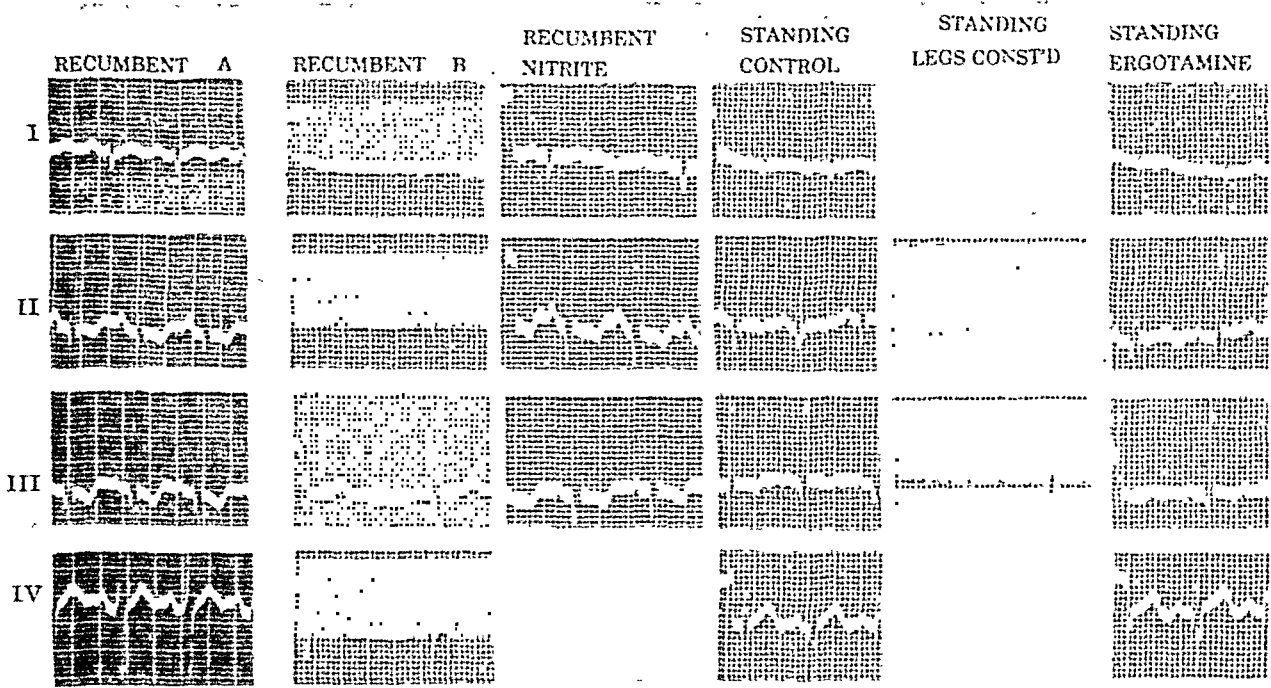 RECUMBENT A
RECUMBENT B
RECUMBENT
NITRITE
STANDING
CONTROL
STANDING
LEGS CONST'D
STANDING
ERGOTAMINE
I
II
III
IV